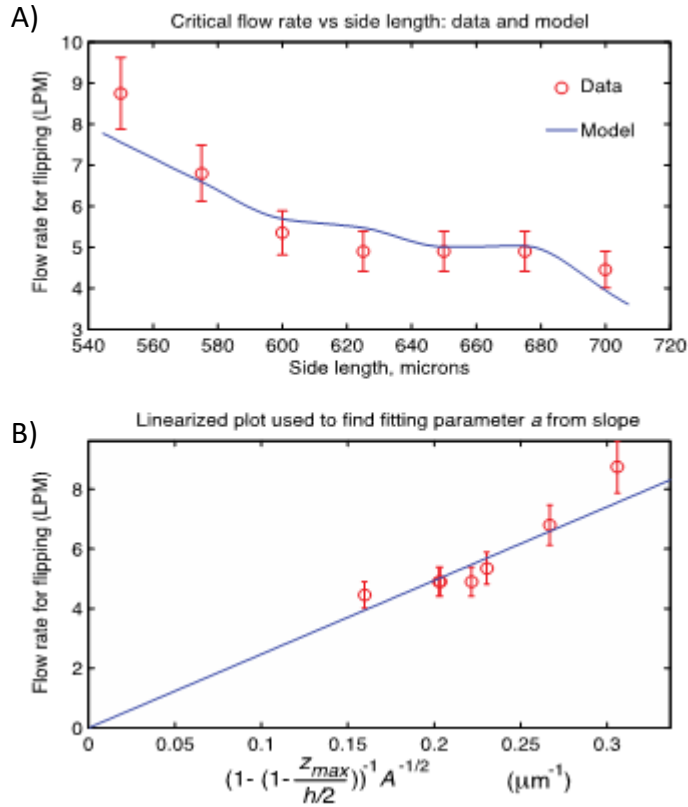 A)
Critical flow rate vs side length: data and model
Flow rate for flipping (LPM)
10
9
8
7
6
5
4
3
Data
Model
540 560 580 600 620 640 660 680 700 720
Side length, microns
B)
Linearized plot used to find fitting parameter a from slope
Flow rate for flipping (LPM)
8
6
4
2
0
0 0.05 0.1 0.15 0.2 0.25 0.3
(1- (1- z_max / h/2))^-1 A^-1/2 (μm^-1)